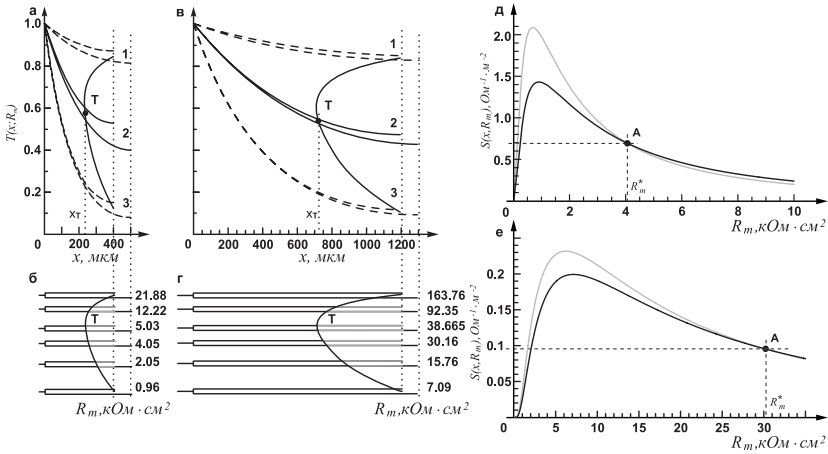 а
1.0
0.8
0.6
0.4
0.2
T(x;Rm)
1
T
2
3
xT
0 200 400
x, мкм
в
1
T
2
3
xT
0 200 400 600 800 1000 1200
x, мкм
б
21.88
12.22
T
5.03
4.05
2.05
0.96
Rm,кОм·см2
г
163.76
92.35
T
38.665
30.16
15.76
7.09
Rm,кОм·см2
д
2.0
1.5
1.0
0.5
S(x,Rm),Ом-1·м-2
A
R*m
0 2 4 6 8 10
Rm,кОм·см2
е
0.2
0.1
0.05
S(x,Rm),Ом-1·м-2
A
R*m
0 5 10 15 20 25 30
Rm,кОм·см2